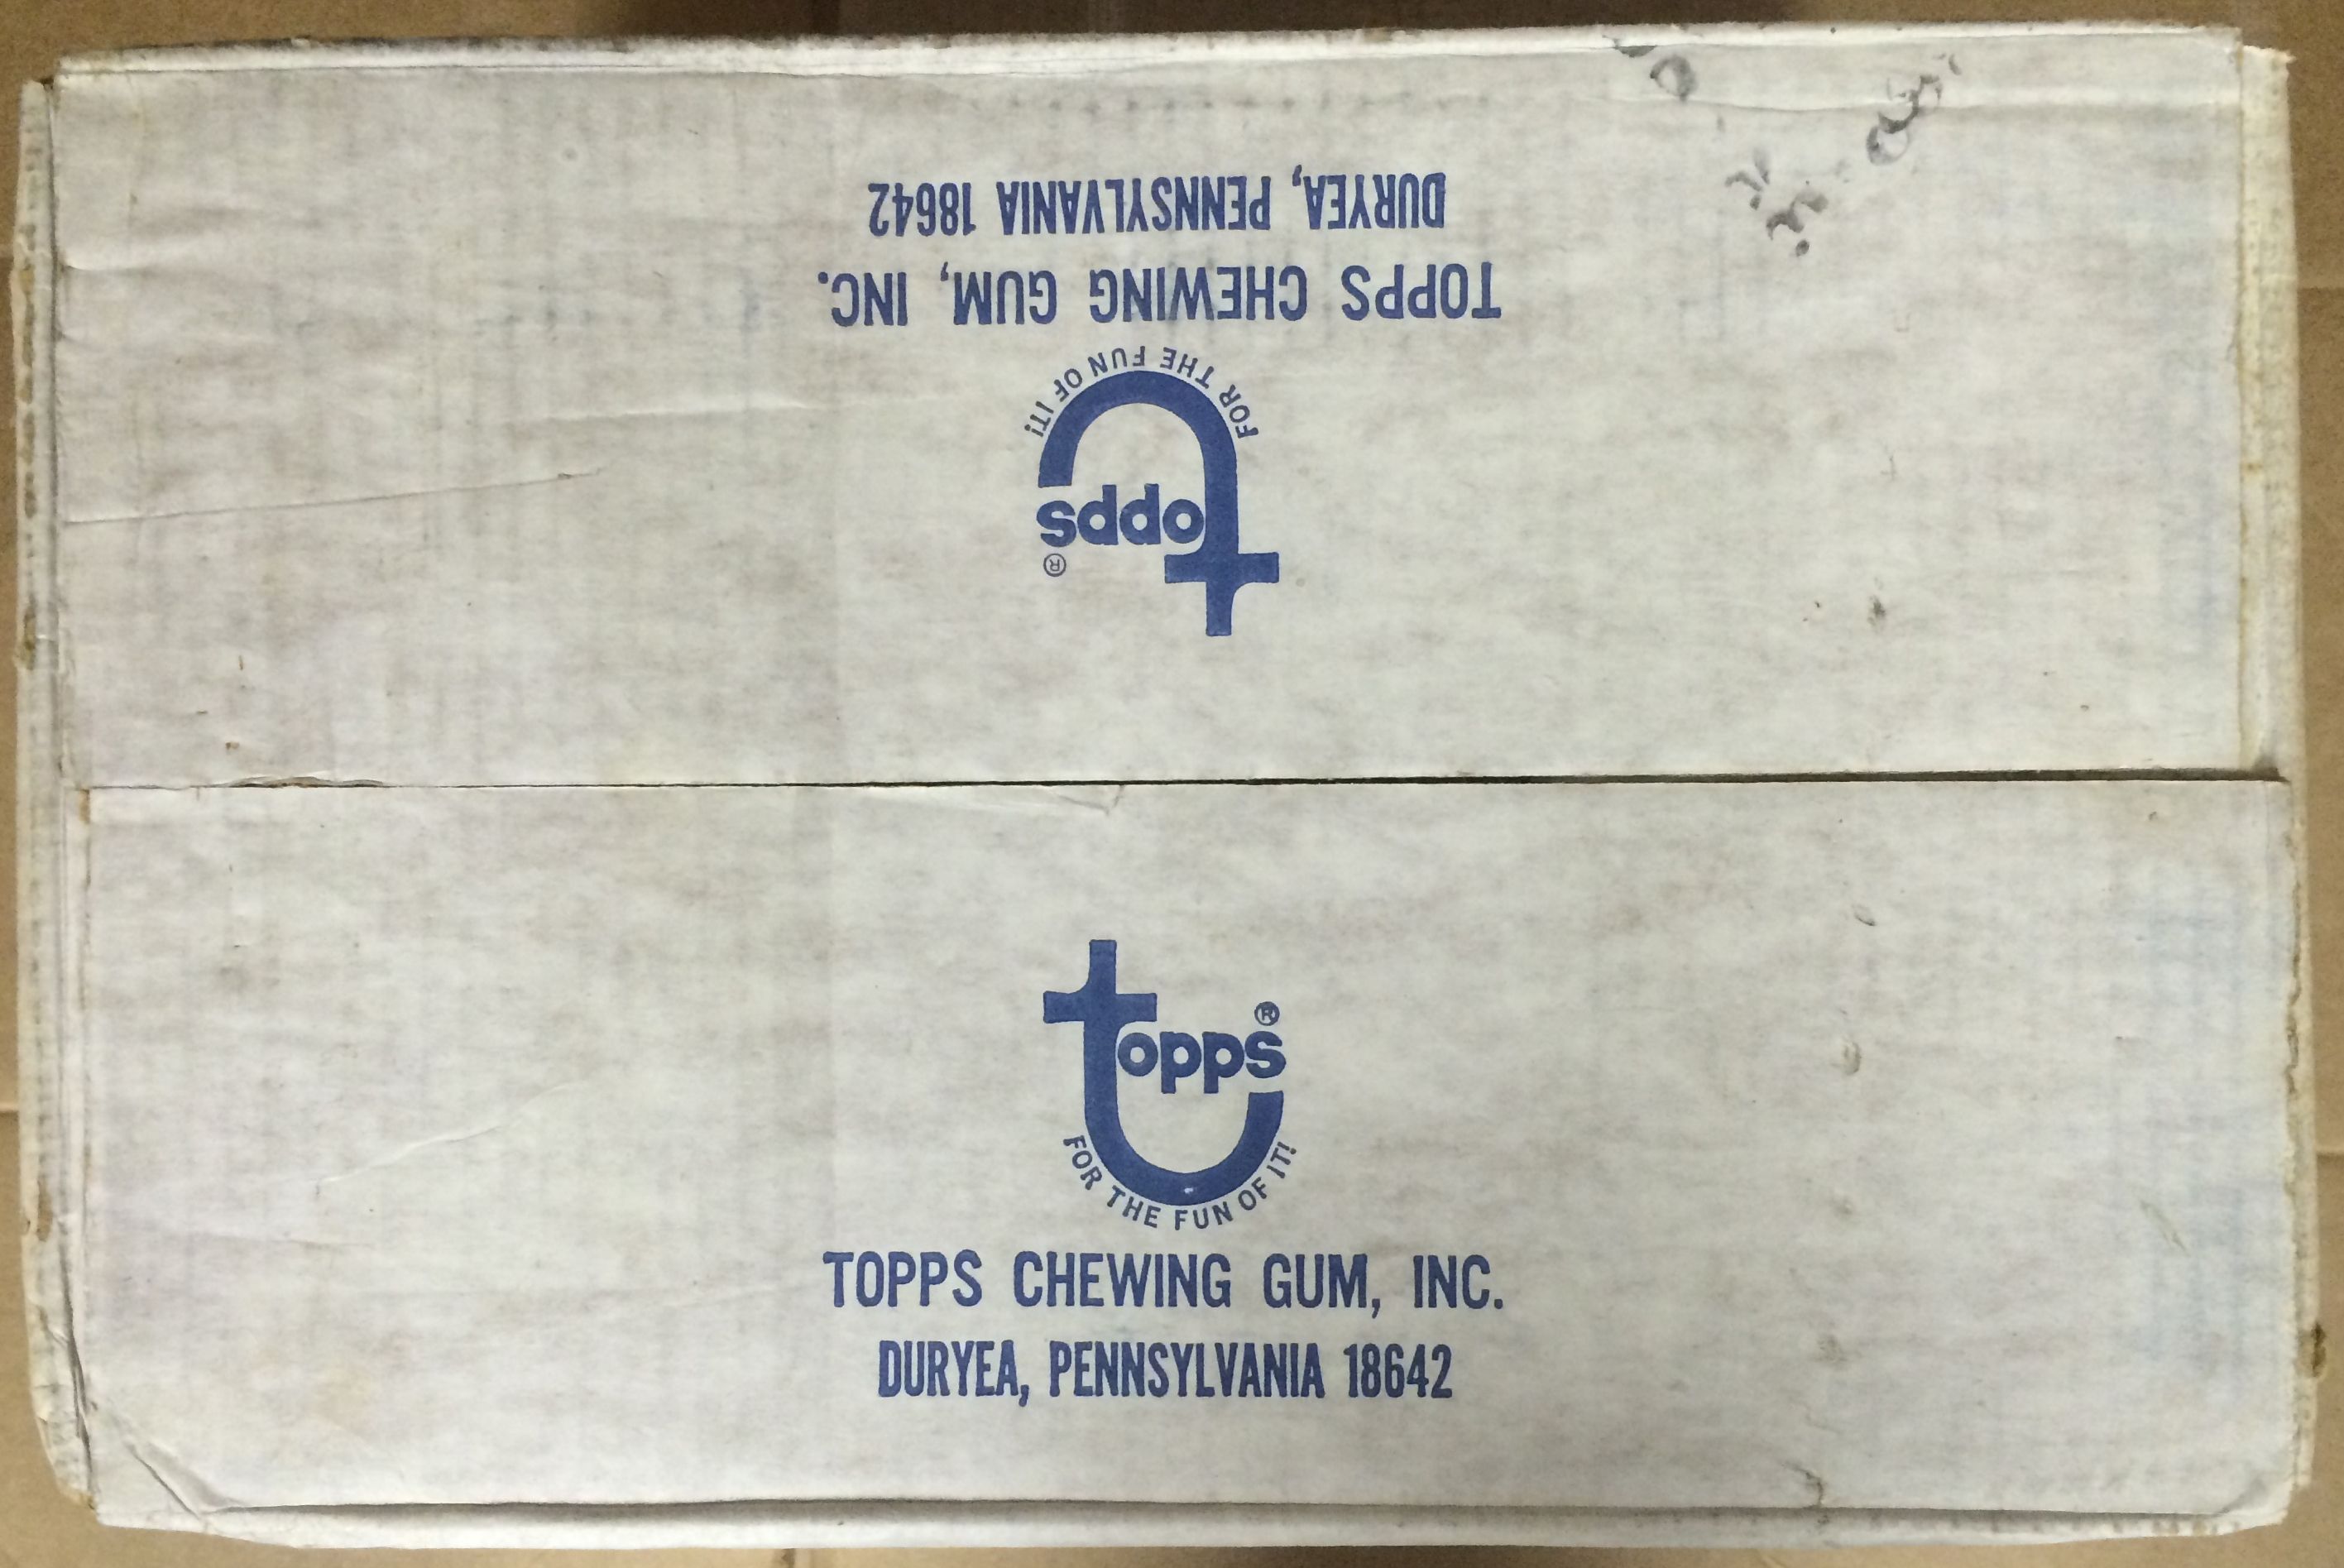 DURYEA, PENNSYLVANIA 18642
TOPPS CHEWING GUM, INC.
FOR THE FUN OF IT!
topps®
topps®
FOR THE FUN OF IT!
TOPPS CHEWING GUM, INC.
DURYEA, PENNSYLVANIA 18642